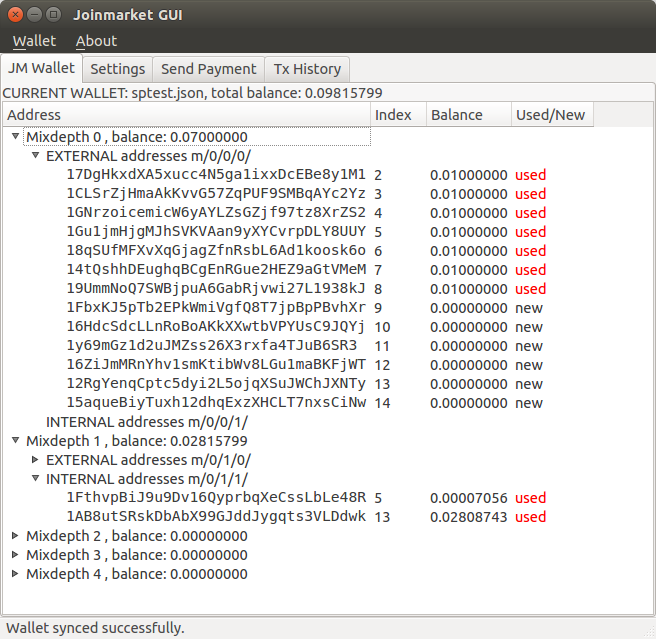 Joinmarket GUI
Wallet About
JM Wallet Settings Send Payment Tx History
CURRENT WALLET: sptest.json, total balance: 0.09815799
Address Index Balance Used/New
Mixdepth 0 , balance: 0.07000000
EXTERNAL addresses m/0/0/0/
17DgHkxdXA5xucc4N5ga1ixxDcEBe8y1M1 2 0.01000000 used
1CLSrZjHmaAkKvvG57ZqPUF9SMBqAYc2Yz 3 0.01000000 used
1GNrzoicemicW6yAYLZsGZjf97tz8XrZS2 4 0.01000000 used
1Gu1jmHjgMJhSVKVAan9yXYCvrpDLY8UUY 5 0.01000000 used
18qSUfMFXvXqGjagZfnRsbL6Ad1koosk6o 6 0.01000000 used
14tQshhDEughqBCgEnRGue2HEZ9aGtVMeM 7 0.01000000 used
19UmmNoQ7SWBjpuA6GabRjvwi27L1938kJ 8 0.01000000 used
1FbxKJ5pTb2EPkWmiVgfQ8T7jpBpPBvhXr 9 0.00000000 new
16HdcSdcLLnRoBoAKkXXwtbVPYUsC9JQYj 10 0.00000000 new
1y69mGz1d2uJMZss26X3rxfa4TJuB6SR3 11 0.00000000 new
16ZiJmMRnYhv1smKtibWv8LGu1maBKFjWT 12 0.00000000 new
12RgYenqCptc5dyi2L5ojqXSuJWChJXNTy 13 0.00000000 new
15aqueBiyTuxh12dhqExzXHCLT7nxsCiNw 14 0.00000000 new
INTERNAL addresses m/0/0/1/
Mixdepth 1 , balance: 0.02815799
EXTERNAL addresses m/0/1/0/
INTERNAL addresses m/0/1/1/
1FthvpBiJ9u9Dv16QyprbqXeCssLbLe48R 5 0.00007056 used
1AB8utSRskDbAbX99GJddJygqts3VLDdwk 13 0.02808743 used
Mixdepth 2 , balance: 0.00000000
Mixdepth 3 , balance: 0.00000000
Mixdepth 4 , balance: 0.00000000
Wallet synced successfully.